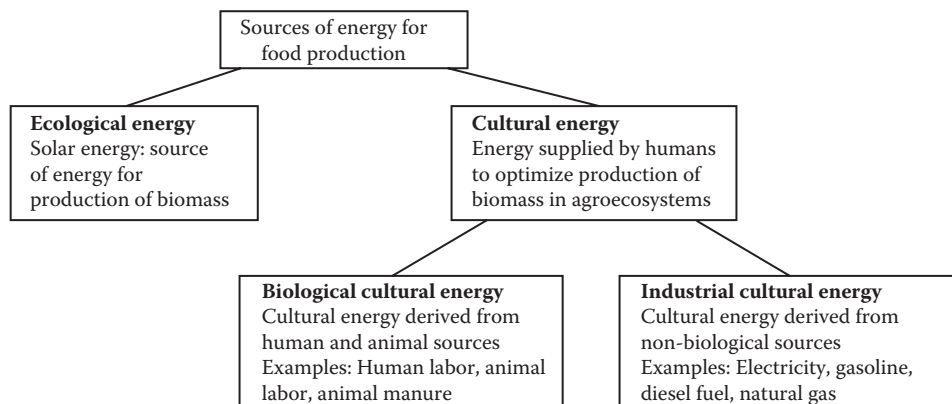 Sources of energy for
food production
Ecological energy
Solar energy: source
of energy for
production of biomass
Cultural energy
Energy supplied by humans
to optimize production of
biomass in agroecosystems
Biological cultural energy
Cultural energy derived from
human and animal sources
Examples: Human labor, animal
labor, animal manure
Industrial cultural energy
Cultural energy derived from
non-biological sources
Examples: Electricity, gasoline,
diesel fuel, natural gas